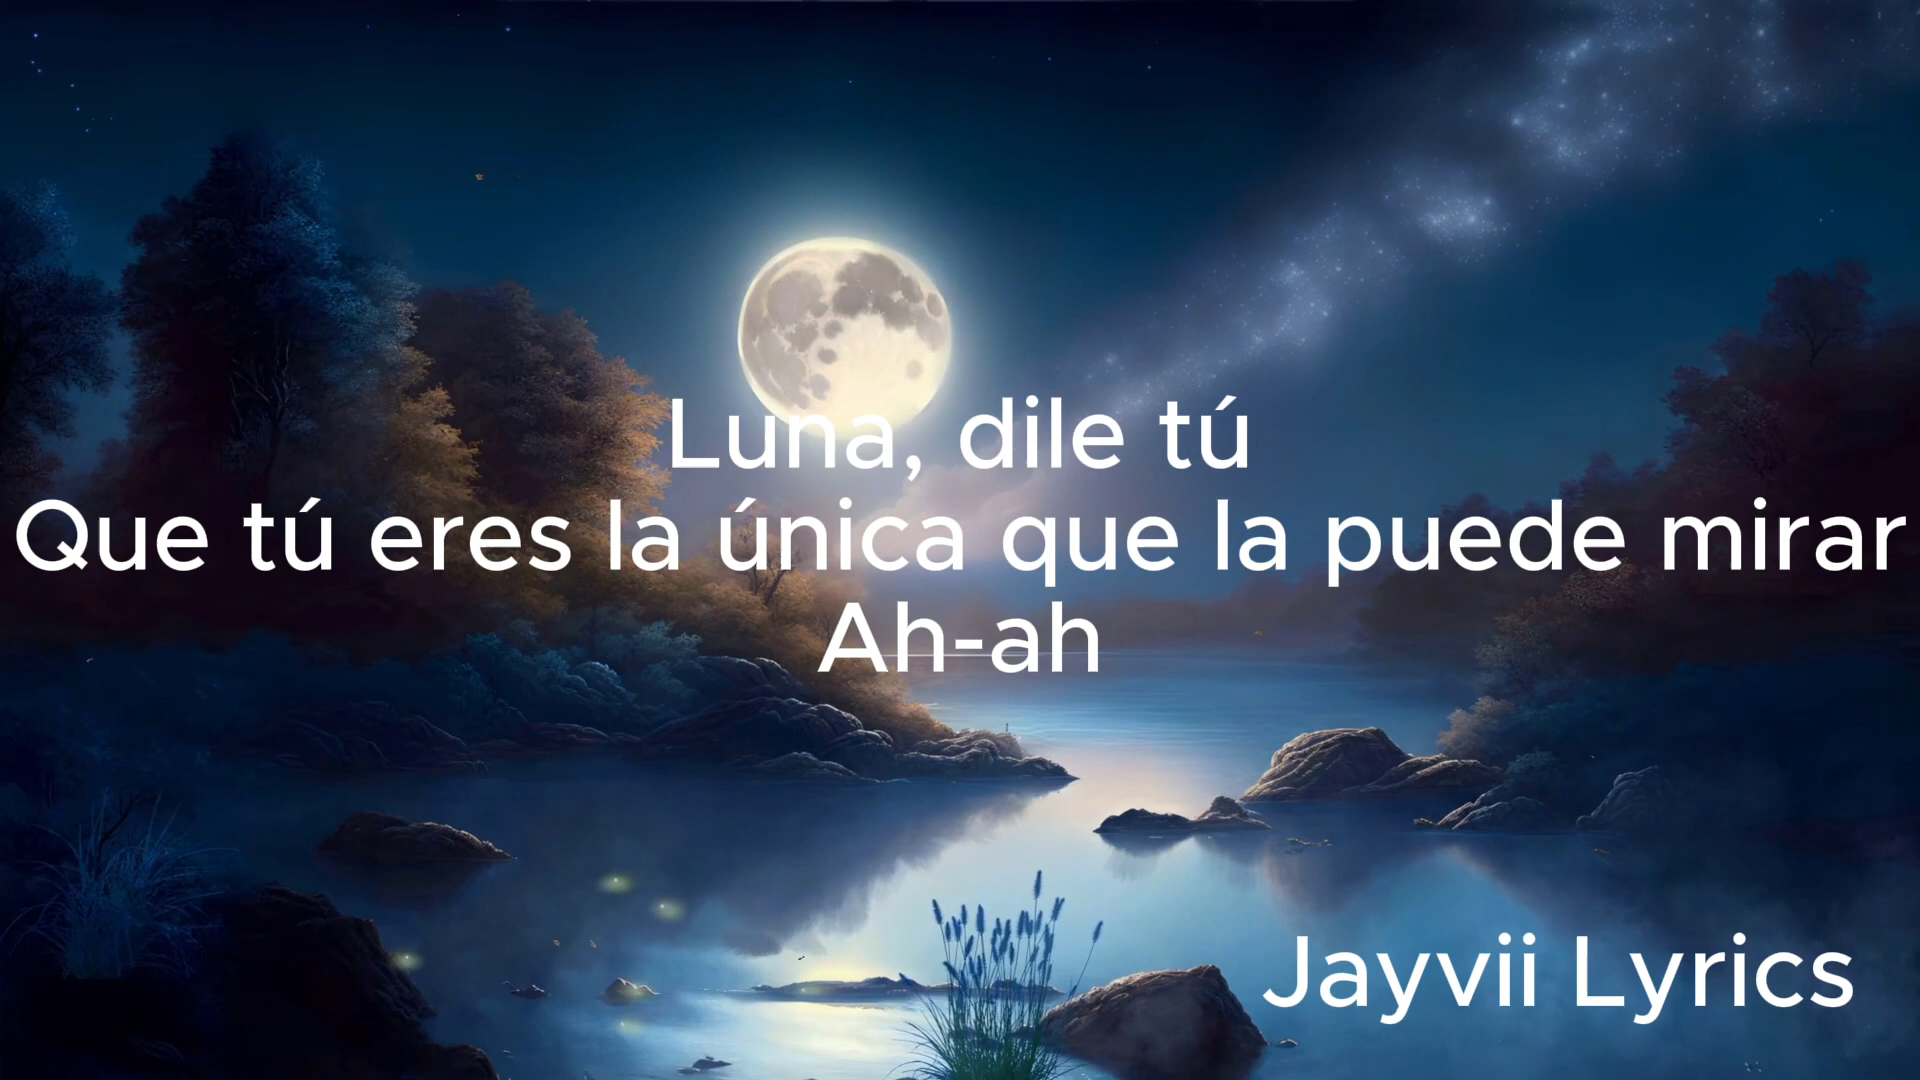 Luna, dile tú
Que tú eres la única que la puede mirar
Ah-ah
Jayvii Lyrics